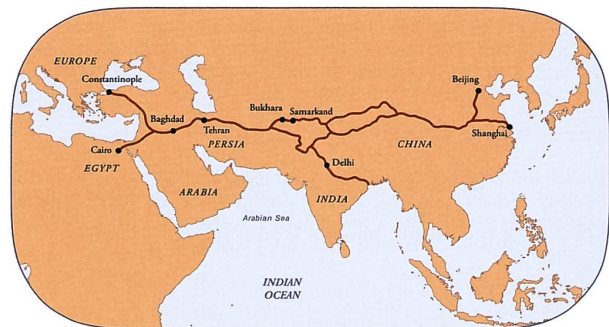 EUROPE
Constantinople
Beijing
Baghdad
Bukhara
Samarkand
Tehran
Shanghai
Cairo
PERSIA
CHINA
EGYPT
Delhi
ARABIA
INDIA
Arabian Sea
INDIAN
OCEAN